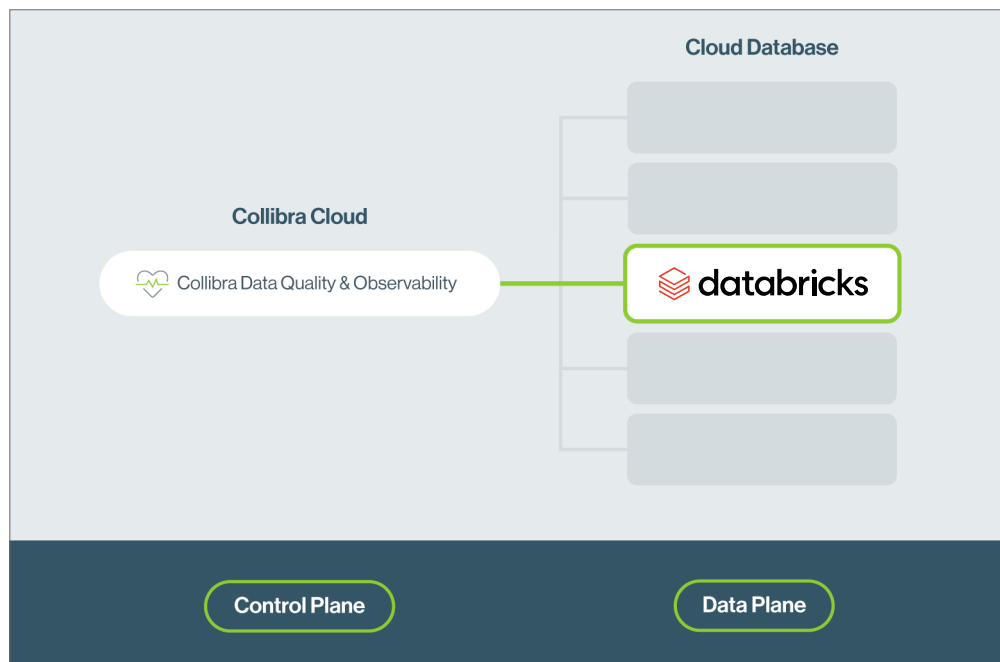 Cloud Database
Collibra Cloud
Collibra Data Quality & Observability
databricks
Control Plane
Data Plane